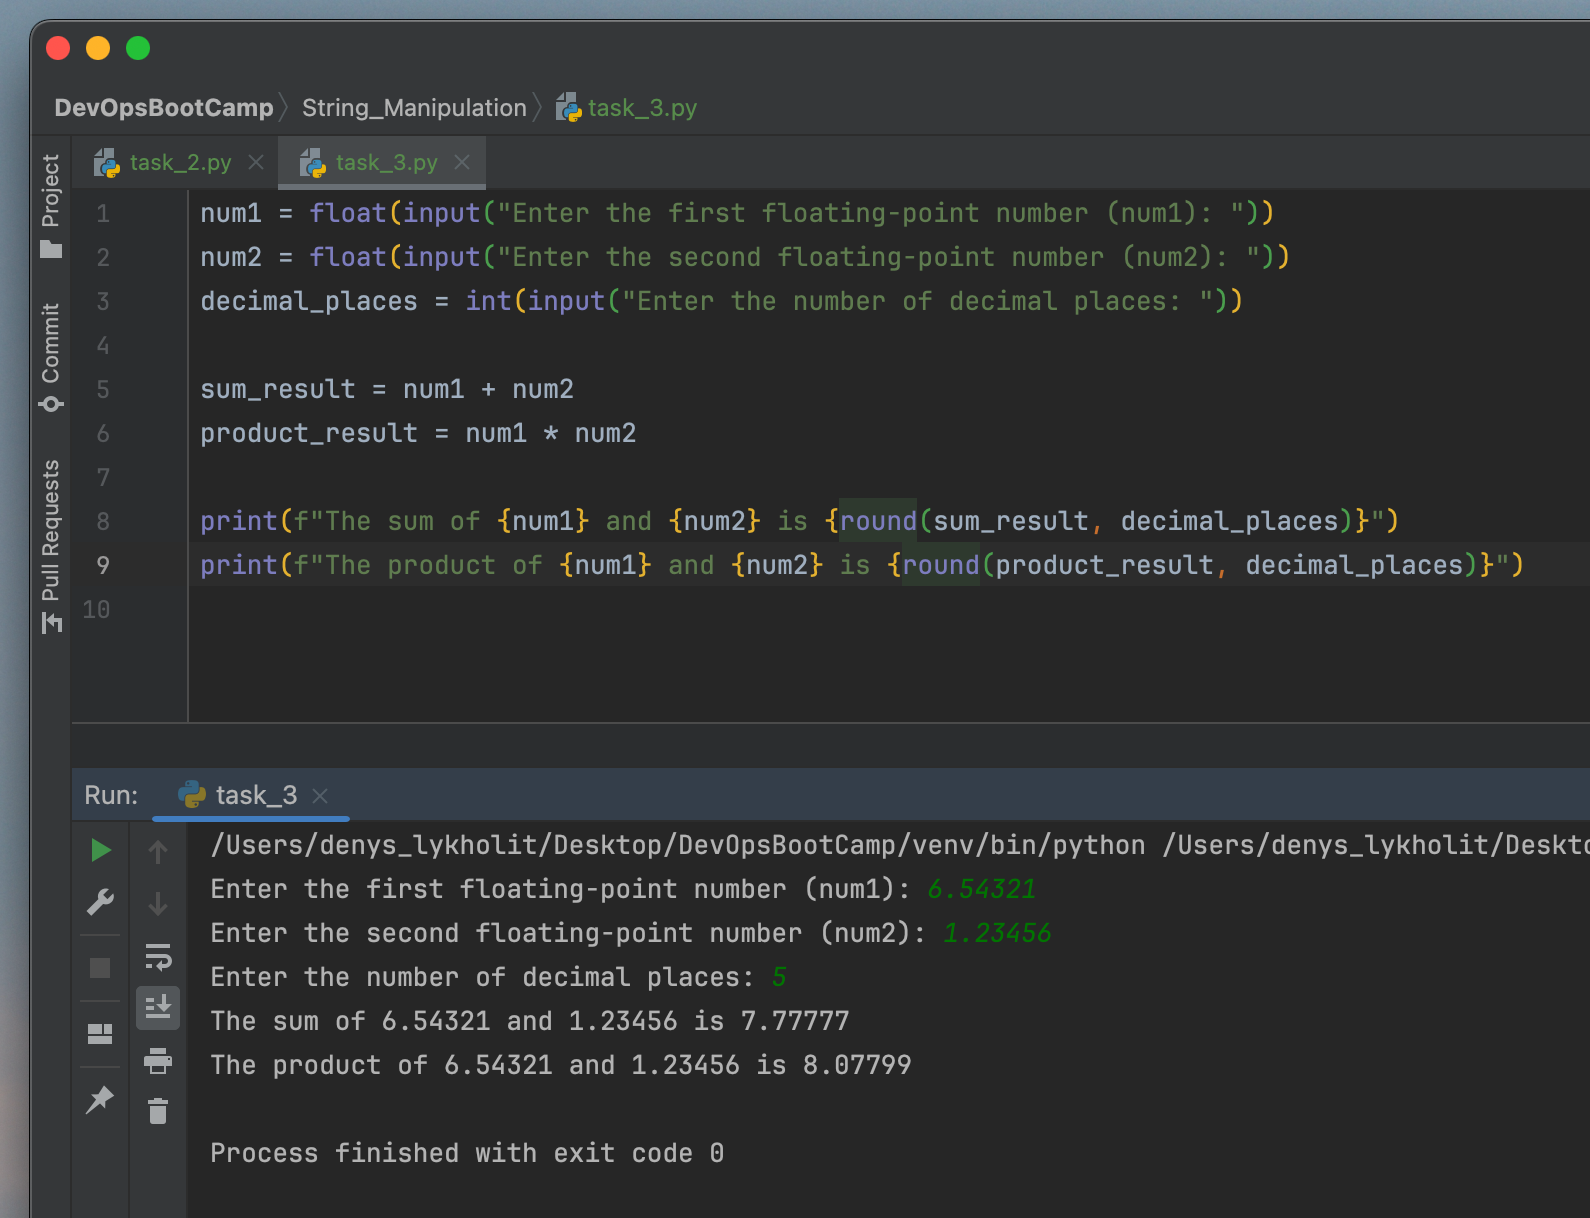 DevOpsBootCamp String_Manipulation task_3.py
task_2.py task_3.py
Project
Commit
Pull Requests
1 num1 = float(input("Enter the first floating-point number (num1): "))
2 num2 = float(input("Enter the second floating-point number (num2): "))
3 decimal_places = int(input("Enter the number of decimal places: "))
4
5 sum_result = num1 + num2
6 product_result = num1 * num2
7
8 print(f"The sum of {num1} and {num2} is {round(sum_result, decimal_places)}")
9 print(f"The product of {num1} and {num2} is {round(product_result, decimal_places)}")
10
Run: task_3
/Users/denys_lykholit/Desktop/DevOpsBootCamp/venv/bin/python /Users/denys_lykholit/Deskto
Enter the first floating-point number (num1): 6.54321
Enter the second floating-point number (num2): 1.23456
Enter the number of decimal places: 5
The sum of 6.54321 and 1.23456 is 7.77777
The product of 6.54321 and 1.23456 is 8.07799
Process finished with exit code 0